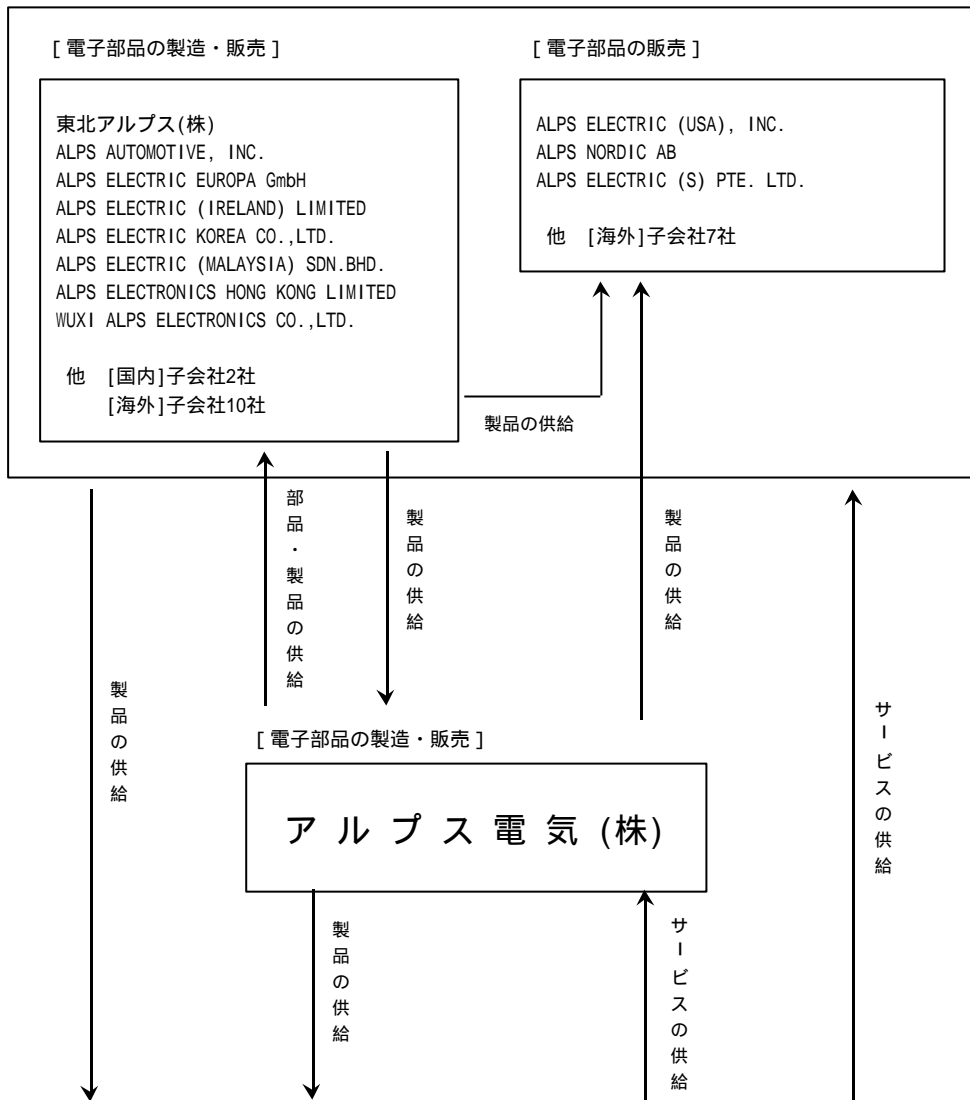 [ 電子部品の製造・販売 ]
東北アルプス(株)
ALPS AUTOMOTIVE, INC.
ALPS ELECTRIC EUROPA GmbH
ALPS ELECTRIC (IRELAND) LIMITED
ALPS ELECTRIC KOREA CO.,LTD.
ALPS ELECTRIC (MALAYSIA) SDN.BHD.
ALPS ELECTRONICS HONG KONG LIMITED
WUXI ALPS ELECTRONICS CO.,LTD.
他 [国内]子会社2社
[海外]子会社10社
[ 電子部品の販売 ]
ALPS ELECTRIC (USA), INC.
ALPS NORDIC AB
ALPS ELECTRIC (S) PTE. LTD.
他 [海外]子会社7社
製品の供給
製品の供給
部品・製品の供給
製品の供給
製品の供給
サービスの供給
[ 電子部品の製造・販売 ]
アルプス電気(株)
製品の供給
サービスの供給